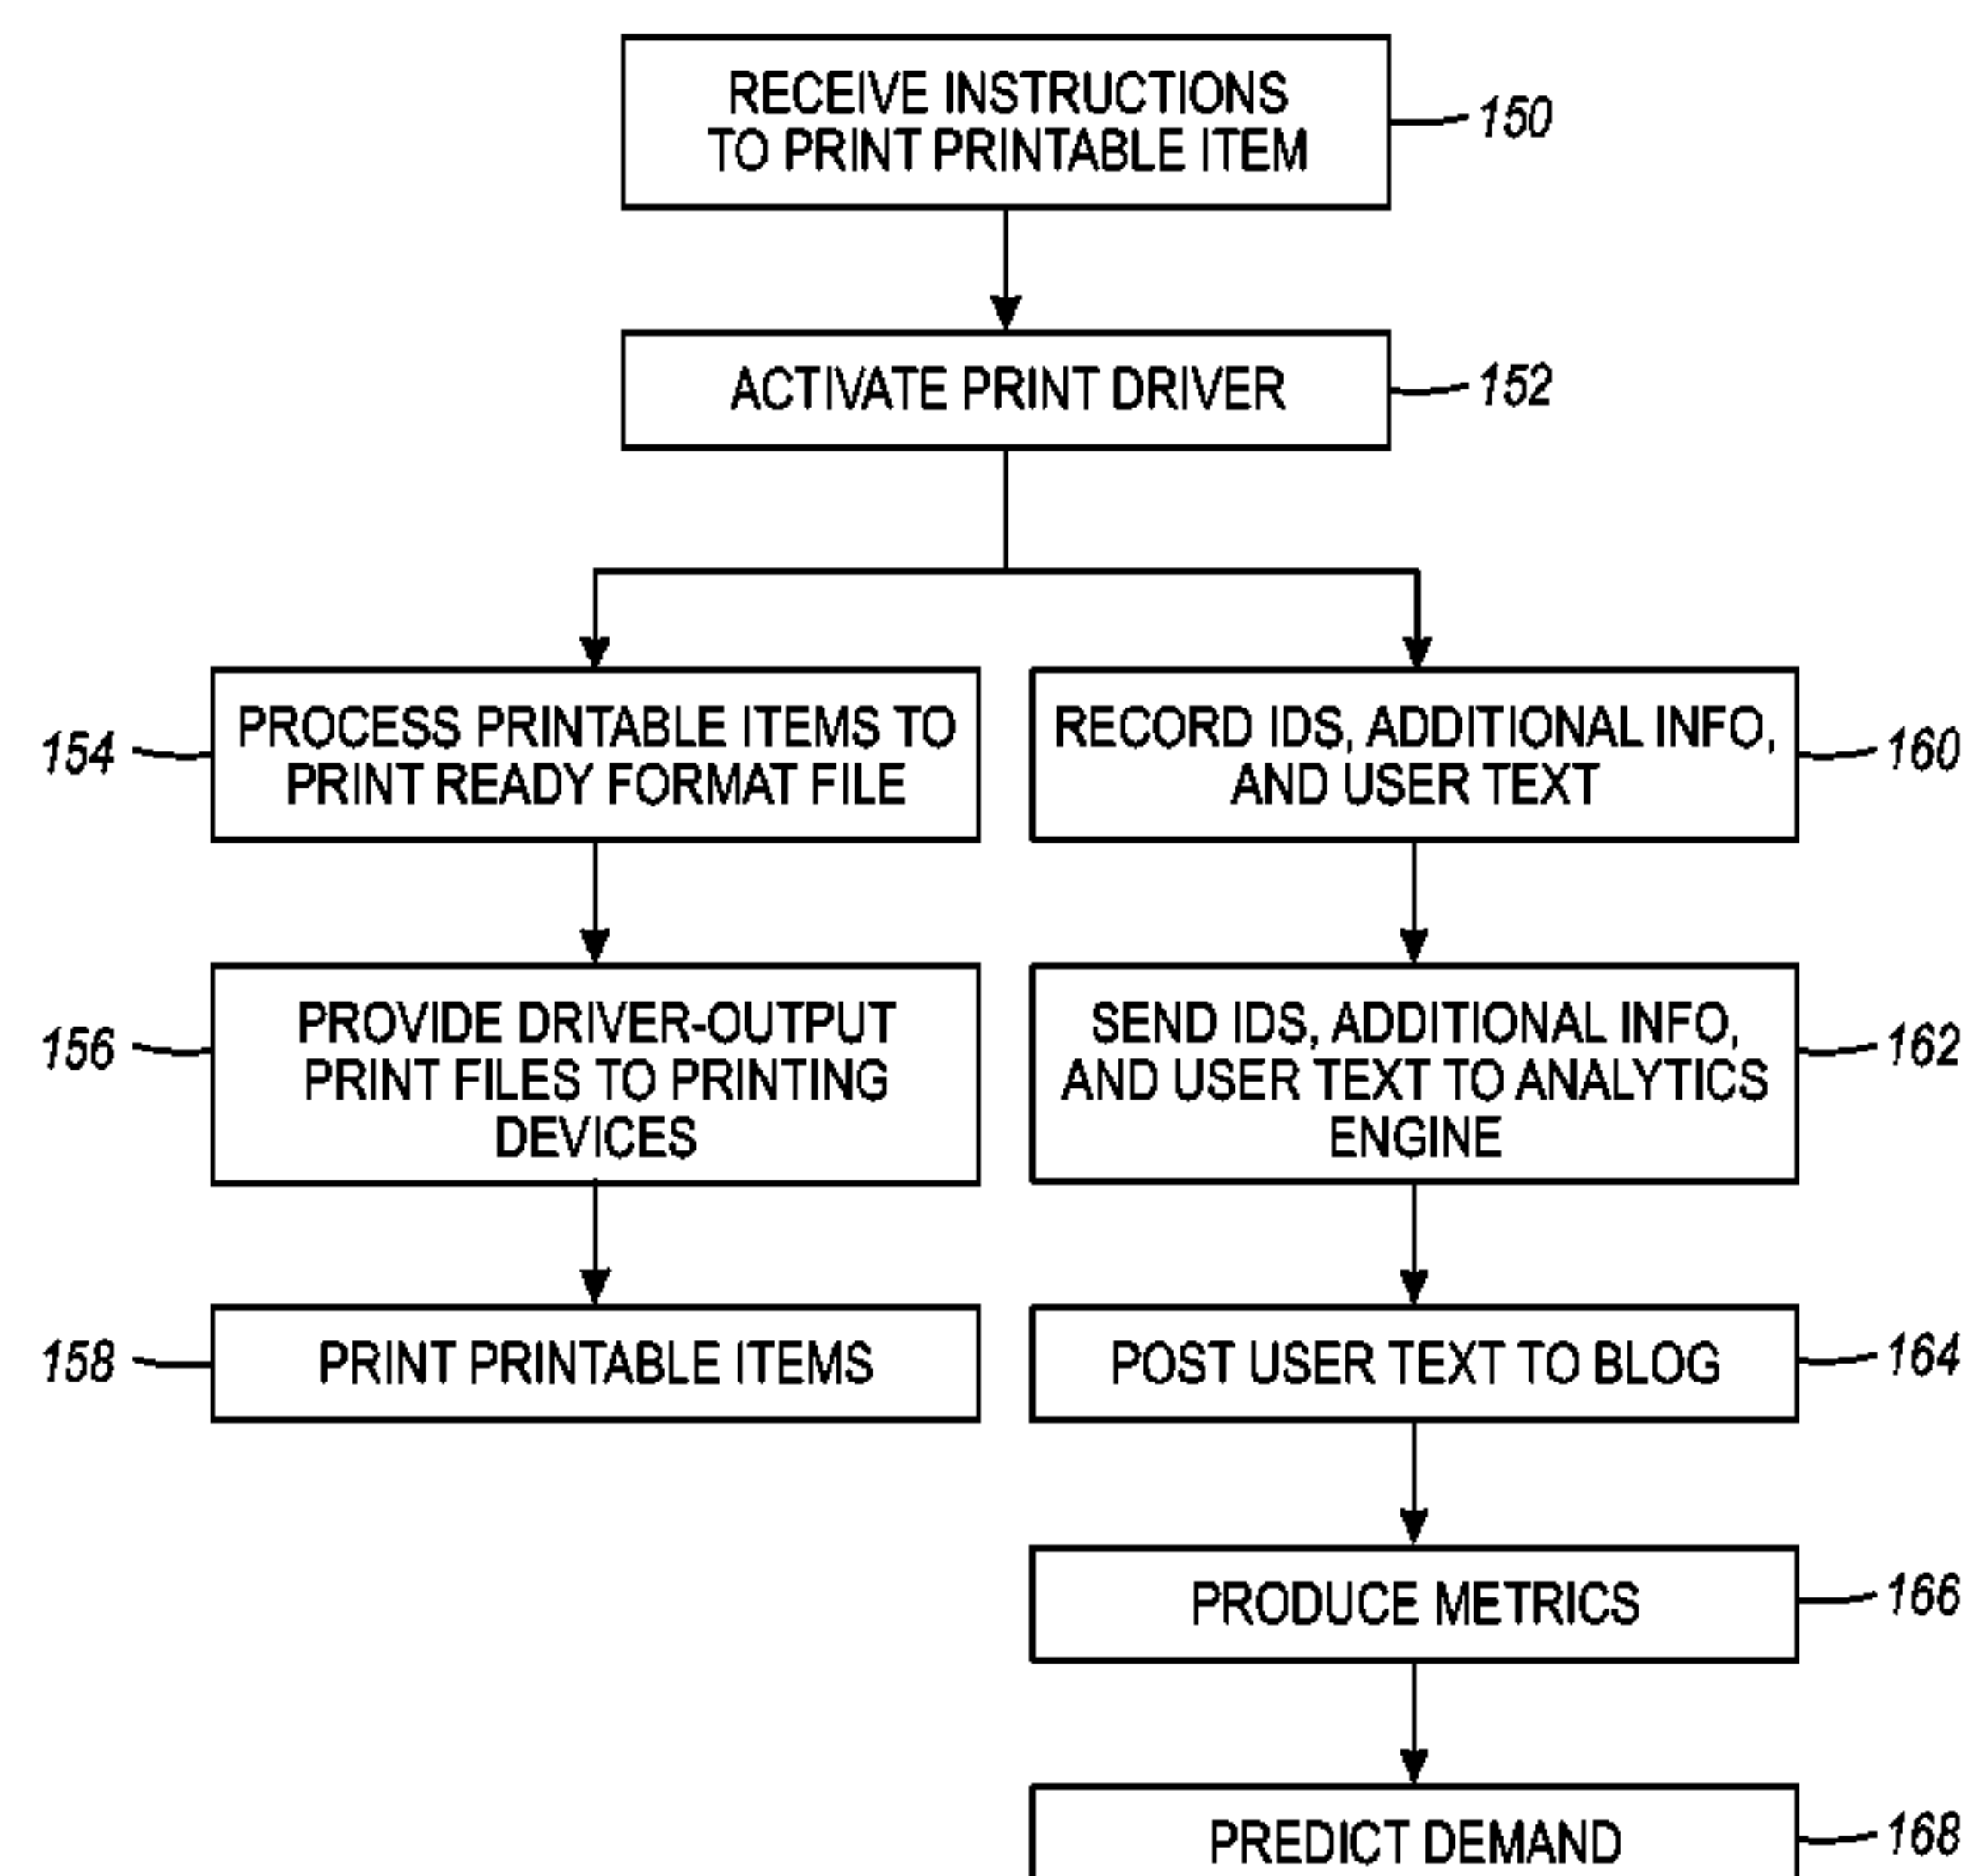 RECEIVE INSTRUCTIONS
TO PRINT PRINTABLE ITEM
150
ACTIVATE PRINT DRIVER
152
154
PROCESS PRINTABLE ITEMS TO
PRINT READY FORMAT FILE
RECORD IDS, ADDITIONAL INFO,
AND USER TEXT
160
156
PROVIDE DRIVER-OUTPUT
PRINT FILES TO PRINTING
DEVICES
SEND IDS, ADDITIONAL INFO,
AND USER TEXT TO ANALYTICS
ENGINE
162
158
PRINT PRINTABLE ITEMS
POST USER TEXT TO BLOG
164
PRODUCE METRICS
166
PREDICT DEMAND
168